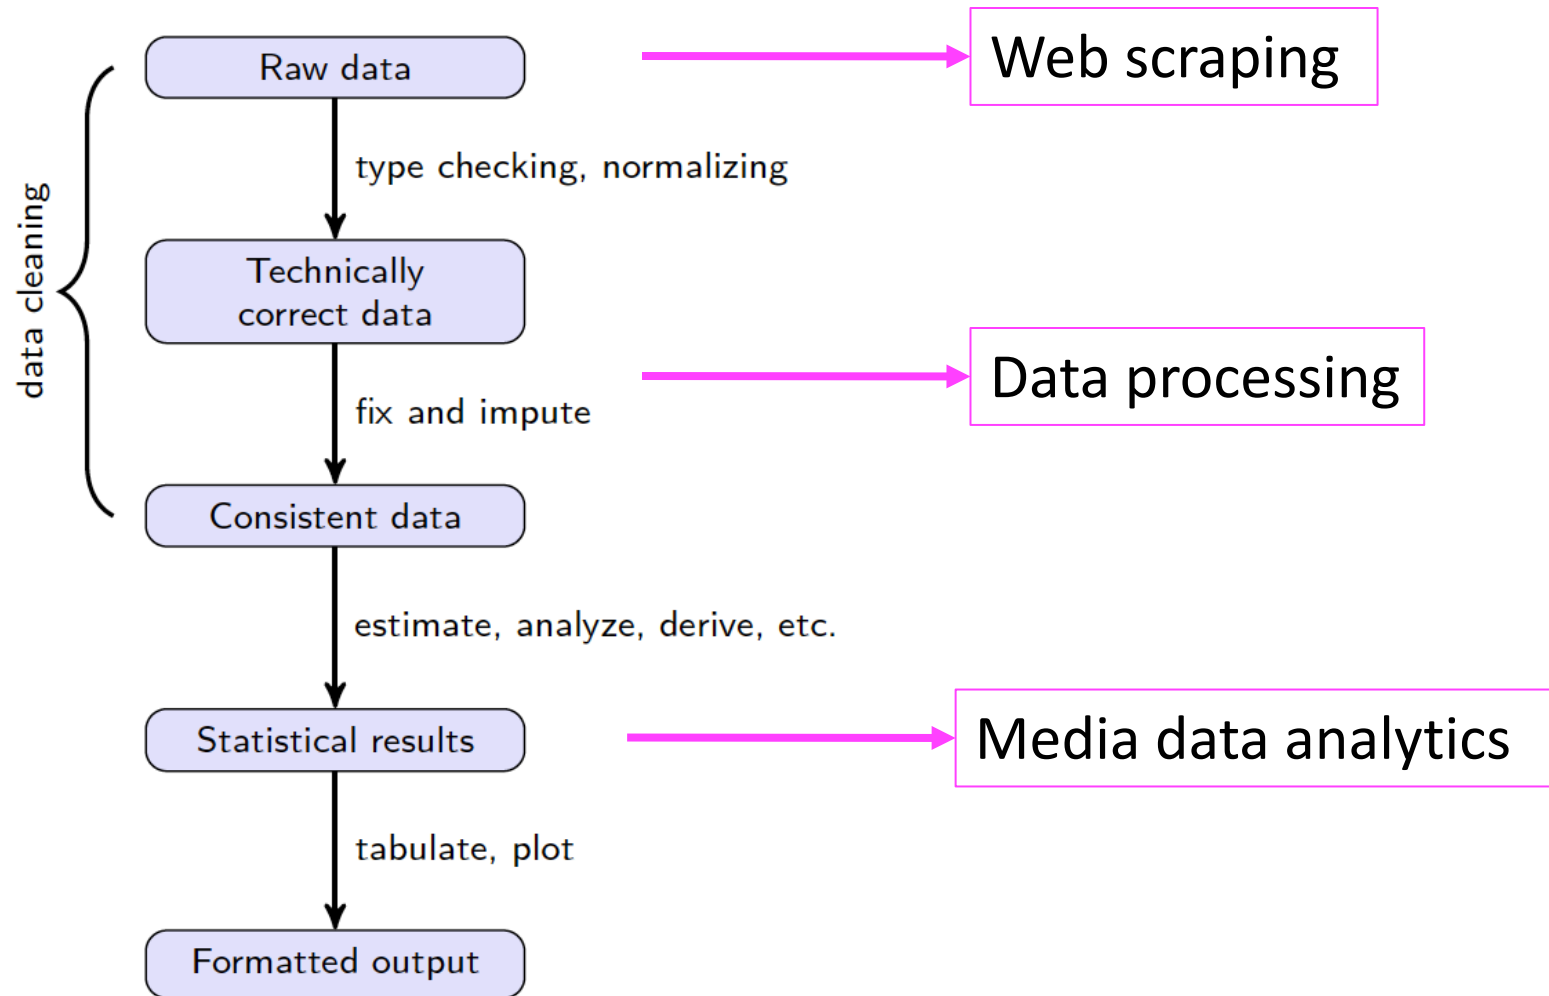 Raw data
Web scraping
type checking, normalizing
data cleaning
Technically
correct data
Data processing
fix and impute
Consistent data
estimate, analyze, derive, etc.
Statistical results
Media data analytics
tabulate, plot
Formatted output